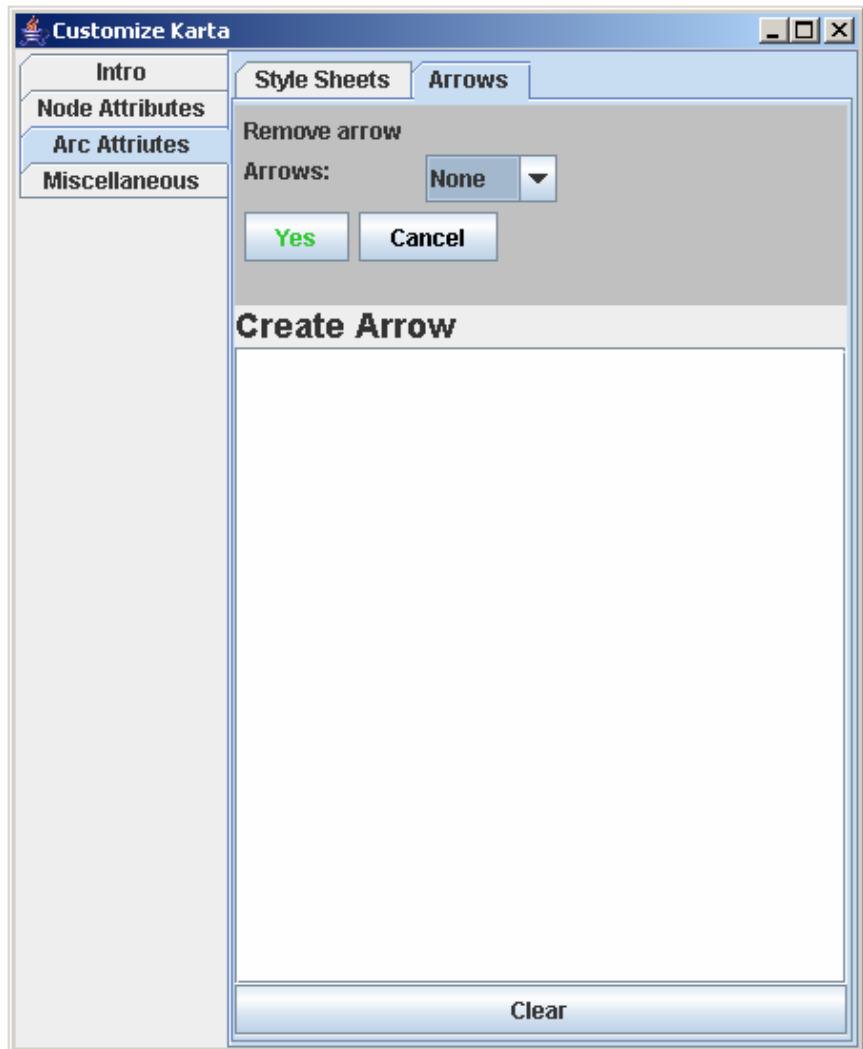 Customize Karta
Intro
Node Attributes
Arc Attriutes
Miscellaneous
Style Sheets
Arrows
Remove arrow
Arrows:
None
Yes
Cancel
Create Arrow
Clear